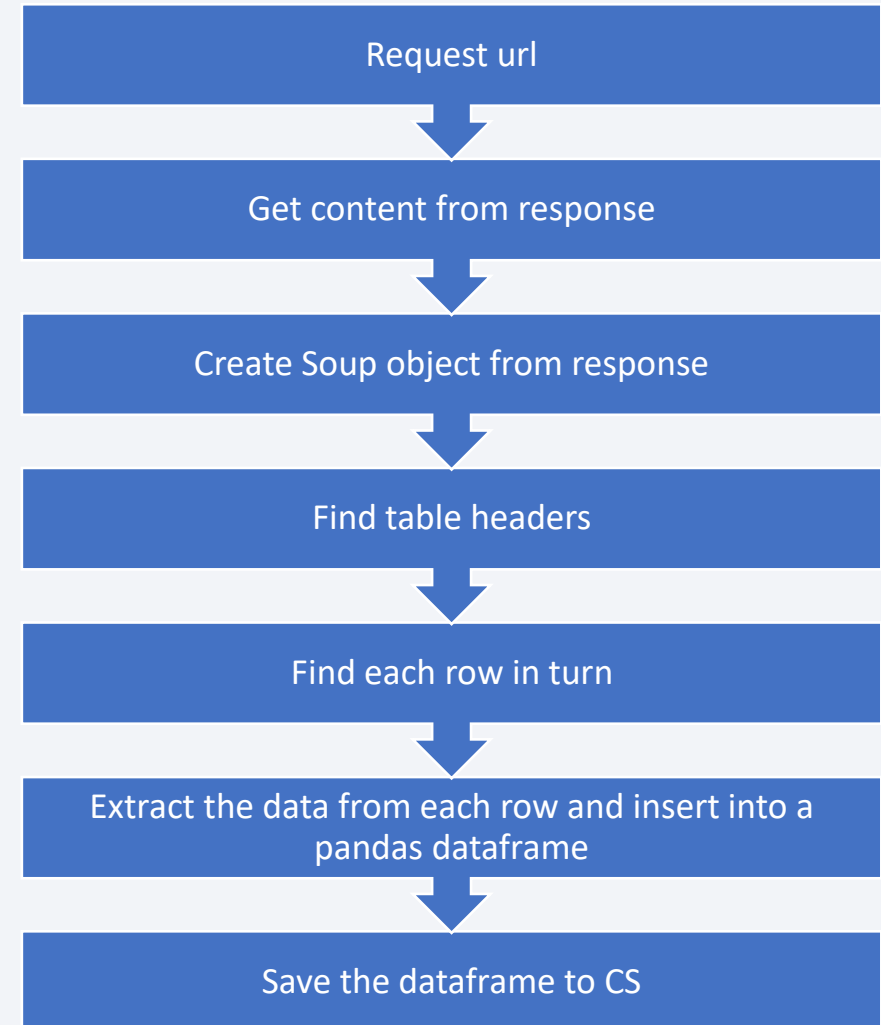 Request url
Get content from response
Create Soup object from response
Find table headers
Find each row in turn
Extract the data from each row and insert into a
pandas dataframe
Save the dataframe to CS